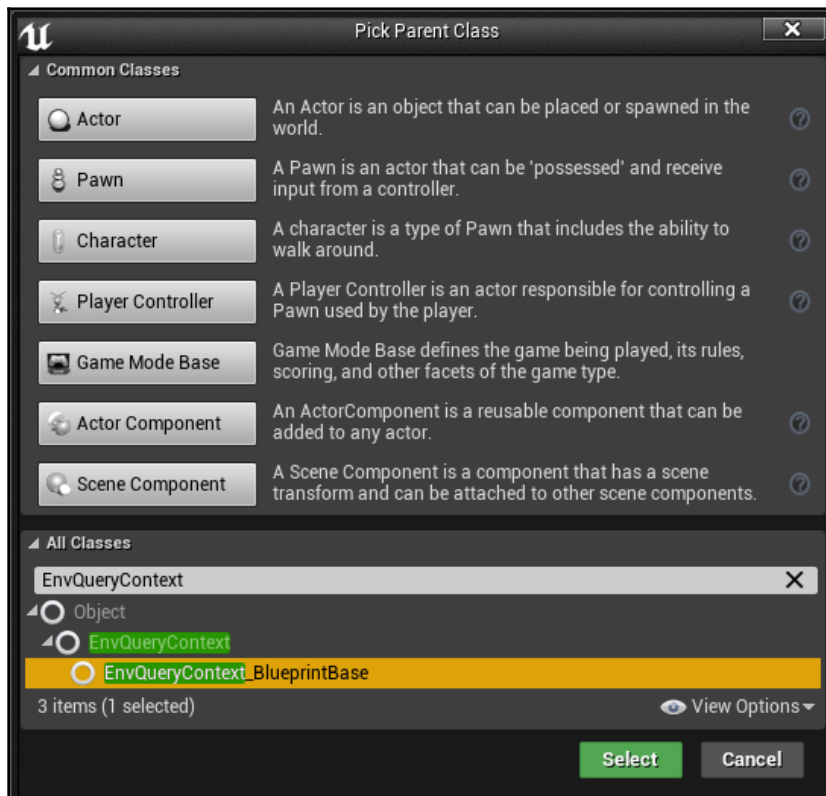 Pick Parent Class
Common Classes
Actor
An Actor is an object that can be placed or spawned in the
world.
Pawn
A Pawn is an actor that can be 'possessed' and receive
input from a controller.
Character
A character is a type of Pawn that includes the ability to
walk around.
Player Controller
A Player Controller is an actor responsible for controlling a
Pawn used by the player.
Game Mode Base
Game Mode Base defines the game being played, its rules,
scoring, and other facets of the game type.
Actor Component
An ActorComponent is a reusable component that can be
added to any actor.
Scene Component
A Scene Component is a component that has a scene
transform and can be attached to other scene components.
All Classes
EnvQueryContext
Object
EnvQueryContext
EnvQueryContext_BlueprintBase
3 items (1 selected)
View Options
Select
Cancel